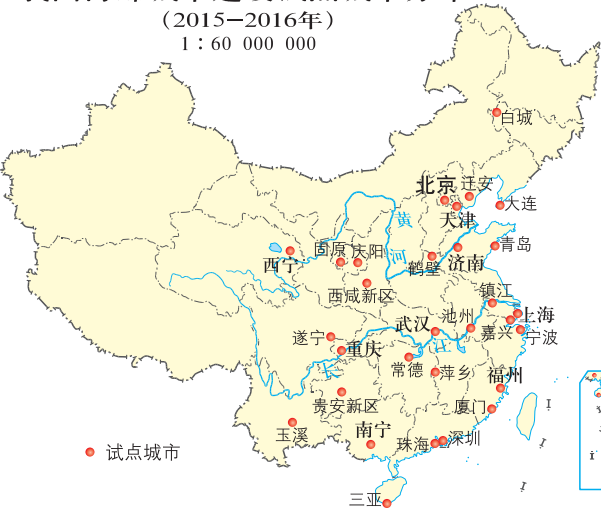 (2015—2016年)
1：60 000 000
白城
北京
迁安
大连
天津
黄
河
青岛
固原
庆阳
西宁
鹤壁
济南
西咸新区
镇江
上海
武汉
池州
嘉兴
宁波
遂宁
重庆
江
长
常德
萍乡
福州
贵安新区
厦门
玉溪
南宁
珠海
深圳
试点城市
三亚